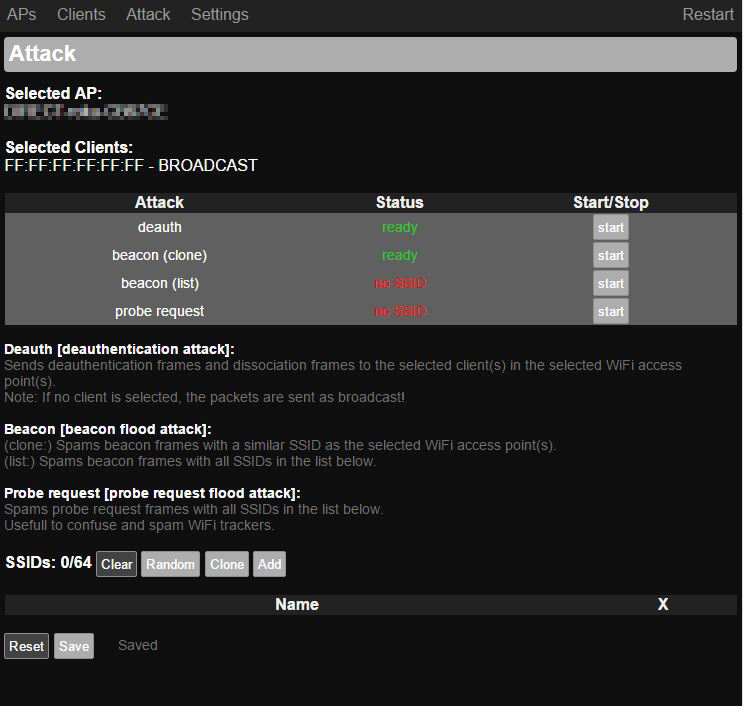 APs Clients Attack Settings Restart
Attack
Selected AP:
Selected Clients:
FF:FF:FF:FF:FF:FF - BROADCAST
Attack Status Start/Stop
deauth ready start
beacon (clone) ready start
beacon (list) no SSID start
probe request no SSID start
Deauth [deauthentication attack]:
Sends deauthentication frames and dissociation frames to the selected client(s) in the selected WiFi access
point(s).
Note: If no client is selected, the packets are sent as broadcast!
Beacon [beacon flood attack]:
(clone:) Spams beacon frames with a similar SSID as the selected WiFi access point(s).
(list:) Spams beacon frames with all SSIDs in the list below.
Probe request [probe request flood attack]:
Spams probe request frames with all SSIDs in the list below.
Usefull to confuse and spam WiFi trackers.
SSIDs: 0/64 Clear Random Clone Add
Name X
Reset Save Saved